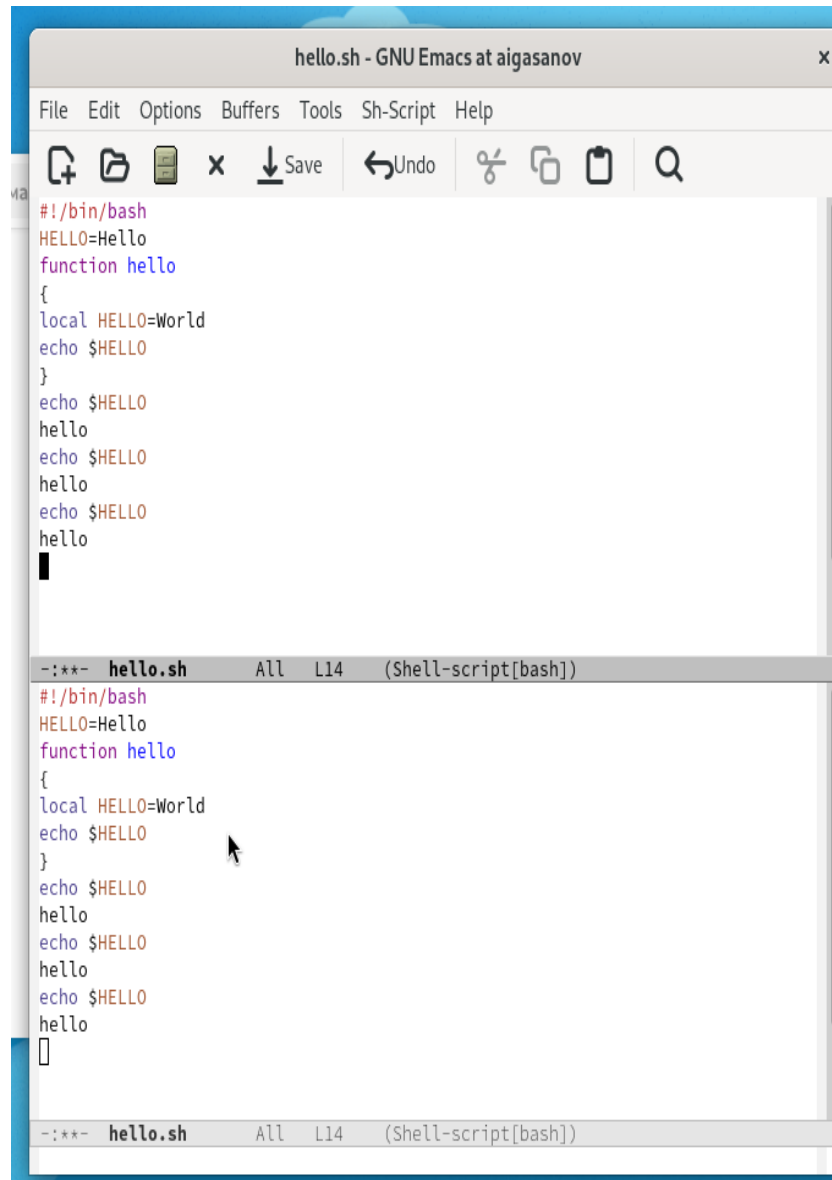 hello.sh - GNU Emacs at aigasanov ×
File Edit Options Buffers Tools Sh-Script Help
Save Undo
#!/bin/bash
HELLO=Hello
function hello
{
local HELLO=World
echo $HELLO
}
echo $HELLO
hello
echo $HELLO
hello
echo $HELLO
hello
-:**- hello.sh All L14 (Shell-script[bash])
#!/bin/bash
HELLO=Hello
function hello
{
local HELLO=World
echo $HELLO
}
echo $HELLO
hello
echo $HELLO
hello
echo $HELLO
hello
-:**- hello.sh All L14 (Shell-script[bash])